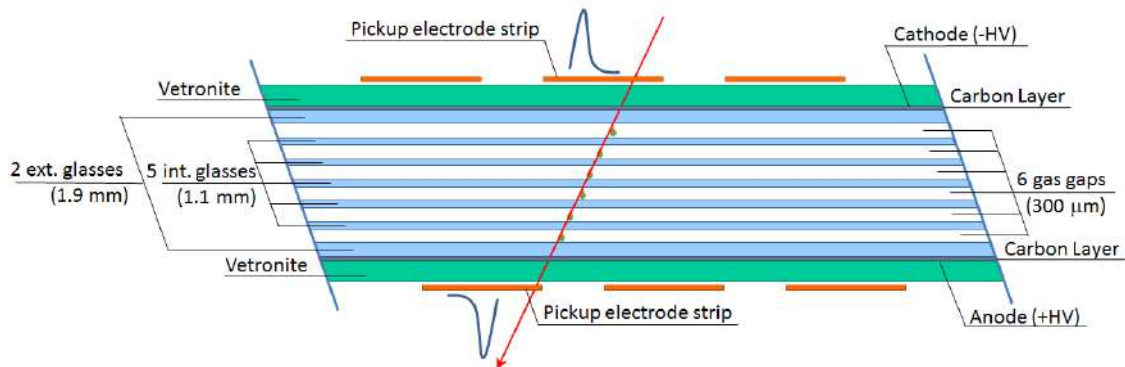 Pickup electrode strip
Cathode (-HV)
Vetronite
Carbon Layer
2 ext. glasses
(1.9 mm)
5 int. glasses
(1.1 mm)
6 gas gaps
(300 μm)
Carbon Layer
Vetronite
Pickup electrode strip
Anode (+HV)